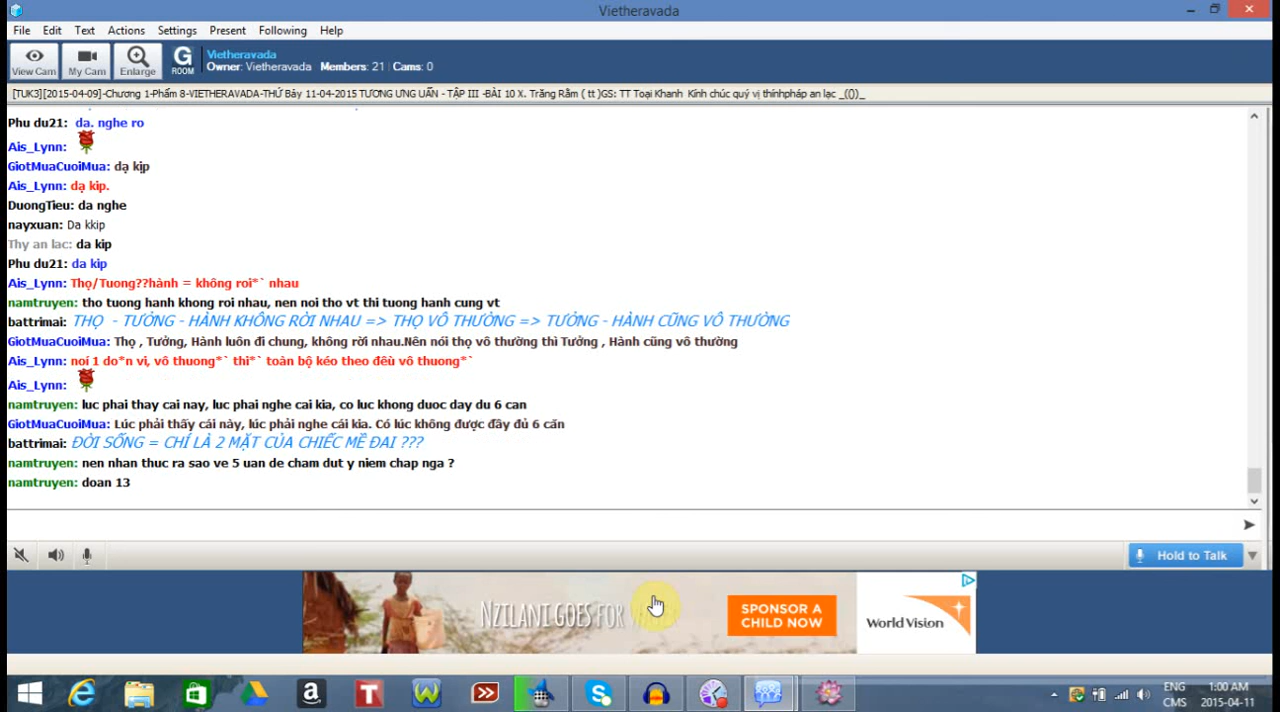 Vietheravada
File Edit Text Actions Settings Present Following Help
View Cam My Cam Enlarge G ROOM
Vietheravada
Owner: Vietheravada Members: 21 Cams: 0
[TUK3][2015-04-09]-Chương 1-Phẩm 8-VIETHERAVADA-THỨ Bảy 11-04-2015 TƯƠNG ƯNG UẨN - TẬP III -BÀI 10 X. Trăng Rằm ( tt )GS: TT Toại Khanh Kính chúc quý vị thínhpháp an lạc _(())_
Phu du21: da. nghe ro
Ais_Lynn:
GiotMuaCuoiMua: dạ kịp
Ais_Lynn: dạ kip.
DuongTieu: da nghe
nayxuan: Da kkip
Thy an lac: da kip
Phu du21: da kip
Ais_Lynn: Thọ/Tuong??hành = không roi*` nhau
namtruyen: tho tuong hanh khong roi nhau, nen noi tho vt thi tuong hanh cung vt
battrimai: THỌ - TƯỞNG - HÀNH KHÔNG RỜI NHAU => THỌ VÔ THƯỜNG => TƯỞNG - HÀNH CŨNG VÔ THƯỜNG
GiotMuaCuoiMua: Thọ , Tưởng, Hành luôn đi chung, không rời nhau.Nên nói thọ vô thường thì Tưởng , Hành cũng vô thường
Ais_Lynn: noí 1 do*n vi, vô thuong*` thì*` toàn bộ kéo theo đêù vô thuong*`
Ais_Lynn:
namtruyen: luc phai thay cai nay, luc phai nghe cai kia, co luc khong duoc day du 6 can
GiotMuaCuoiMua: Lúc phải thấy cái này, lúc phải nghe cái kia. Có lúc không được đầy đủ 6 căn
battrimai: ĐỜI SỐNG = CHỈ LÀ 2 MẶT CỦA CHIẾC MỀ ĐAI ???
namtruyen: nen nhan thuc ra sao ve 5 uan de cham dut y niem chap nga ?
namtruyen: doan 13
Hold to Talk
NZILANI GOES FOR
SPONSOR A
CHILD NOW
World Vision
ENG 1:00 AM
CMS 2015-04-11